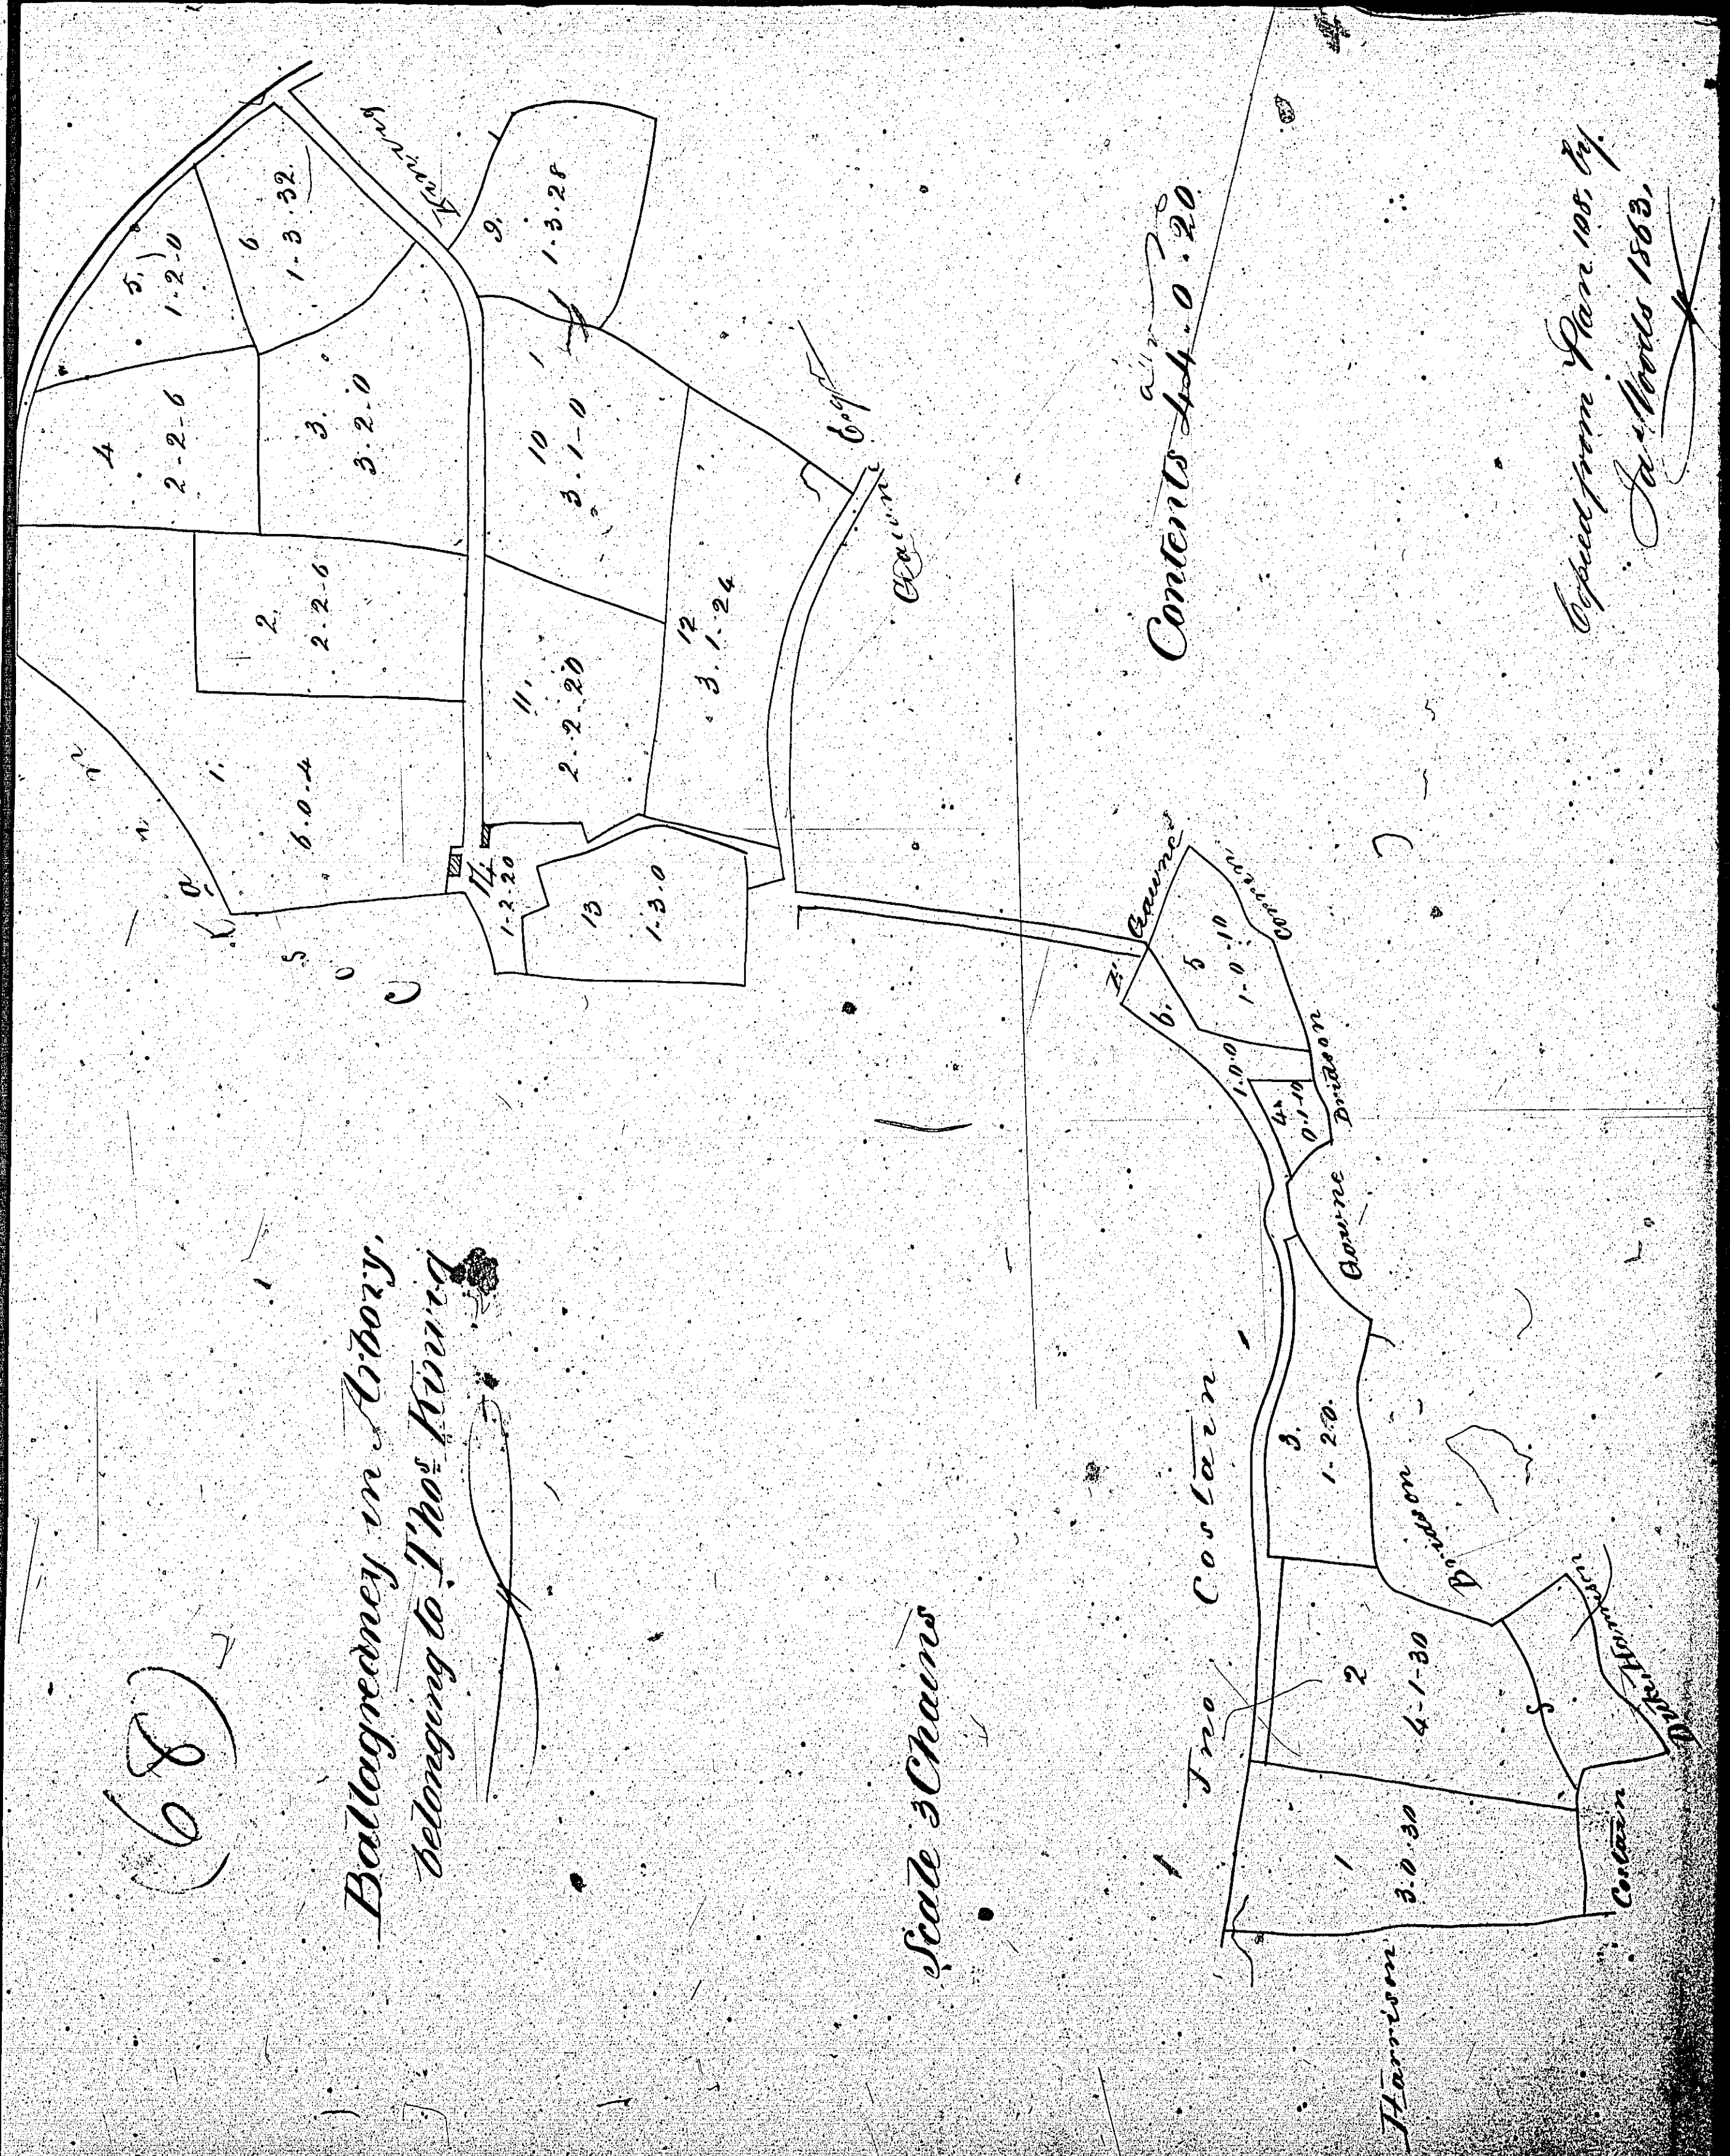 (68)
Ballagreaney in Arbory,
belonging to Thos. Kinvig
Scale 3 Chains
Contents 44.0.20.
Copied from Plan 108, by.
Jas Woods 1863,
Costain
1.
6.0.4
2.
2-2-6
3.
3.2.0
4
2-2-6
5.
1-2-0
6
1-3.32.
9,
1-3.28
10
3.1-0
11,
2-2.20
12
3.1.24
13
1-3.0
14.
1-2-20
Gawn
Harrison
Jno Costain
1
3.0.30
2
4-1-30
3.
1-2.0.
4.
0.1.10
5
1-0.10
6.
1.0.0
7.
Gawne
Gawne
Costain